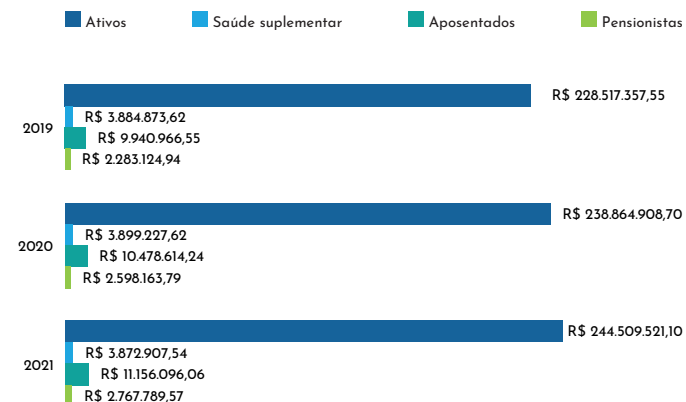 Ativos Saúde suplementar Aposentados Pensionistas
R$ 228.517.357,55
R$ 3.884.873,62
2019
R$ 9.940.966,55
R$ 2.283.124,94
R$ 238.864.908,70
R$ 3.899.227,62
2020
R$ 10.478.614,24
R$ 2.598.163,79
R$ 244.509.521,10
R$ 3.872.907,54
2021
R$ 11.156.096,06
R$ 2.767.789,57